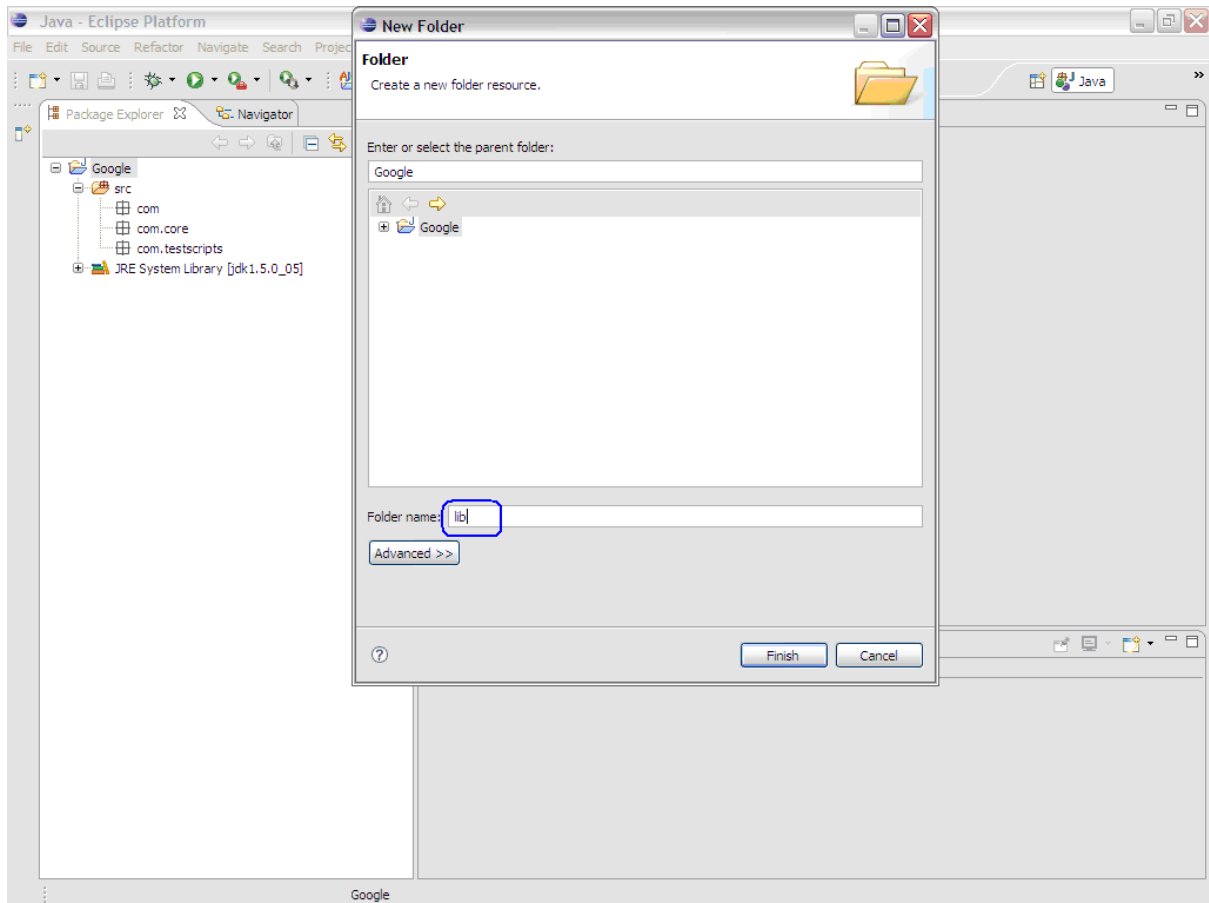 Java - Eclipse Platform
File Edit Source Refactor Navigate Search Projec
Java
»
Package Explorer
Navigator
Google
src
com
com.core
com.testscripts
JRE System Library [jdk1.5.0_05]
New Folder
Folder
Create a new folder resource.
Enter or select the parent folder:
Google
Google
Folder name: lib
Advanced >>
Finish Cancel
Google